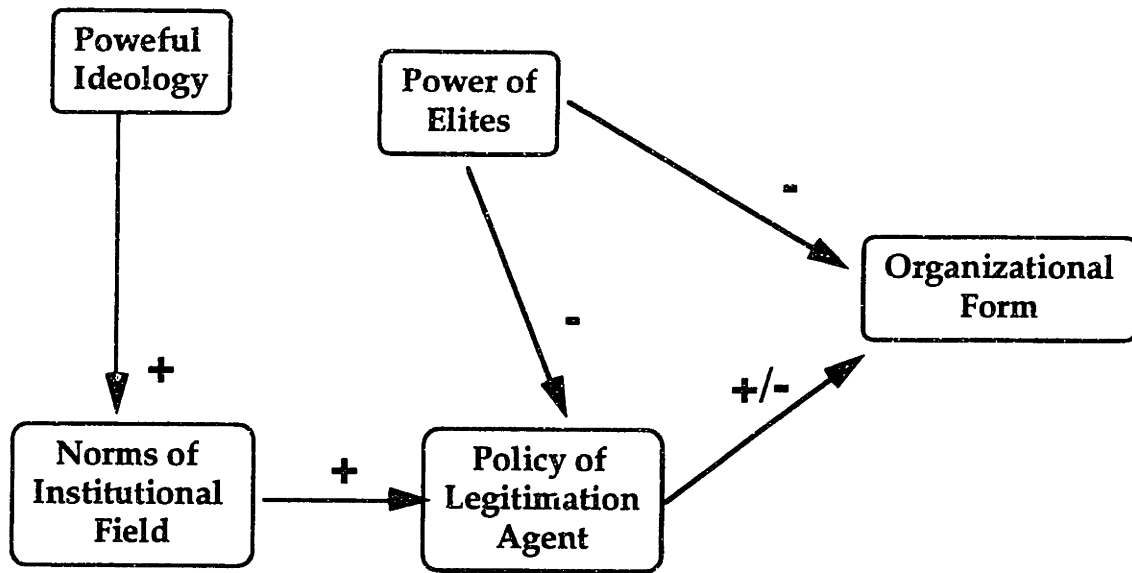 Poweful
Ideology
Power of
Elites
-
Organizational
Form
-
+
+/-
Norms of
Institutional
Field
+
Policy of
Legitimation
Agent